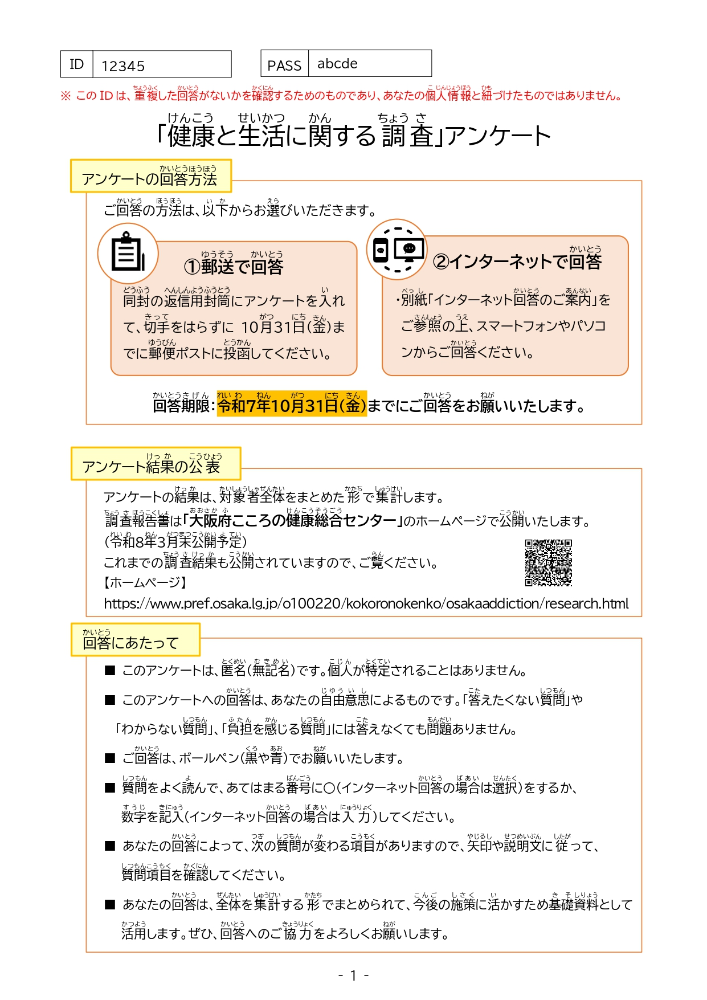 ID 12345 PASS abcde
※ この ID は、重複した回答がないかを確認するためのものであり、あなたの個人情報と紐づけたものではありません。
「健康と生活に関する調査」アンケート
アンケートの回答方法
ご回答の方法は、以下からお選びいただきます。
①郵送で回答
同封の返信用封筒にアンケートを入れ
て、切手をはらずに 10月31日(金)ま
でに郵便ポストに投函してください。
②インターネットで回答
・別紙「インターネット回答のご案内」を
ご参照の上、スマートフォンやパソコ
ンからご回答ください。
回答期限:令和7年10月31日(金)までにご回答をお願いいたします。
アンケート結果の公表
アンケートの結果は、対象者全体をまとめた形で集計します。
調査報告書は「大阪府こころの健康総合センター」のホームページで公開いたします。
(令和8年3月末公開予定)
これまでの調査結果も公開されていますので、ご覧ください。
【ホームページ】
https://www.pref.osaka.lg.jp/o100220/kokoronokenko/osakaaddiction/research.html
回答にあたって
■ このアンケートは、匿名(無記名)です。個人が特定されることはありません。
■ このアンケートへの回答は、あなたの自由意思によるものです。「答えたくない質問」や
「わからない質問」、「負担を感じる質問」には答えなくても問題ありません。
■ ご回答は、ボールペン(黒や青)でお願いいたします。
■ 質問をよく読んで、あてはまる番号に○(インターネット回答の場合は選択)をするか、
数字を記入(インターネット回答の場合は入力)してください。
■ あなたの回答によって、次の質問が変わる項目がありますので、矢印や説明文に従って、
質問項目を確認してください。
■ あなたの回答は、全体を集計する形でまとめられて、今後の施策に活かすため基礎資料として
活用します。ぜひ、回答へのご協力をよろしくお願いします。
- 1 -